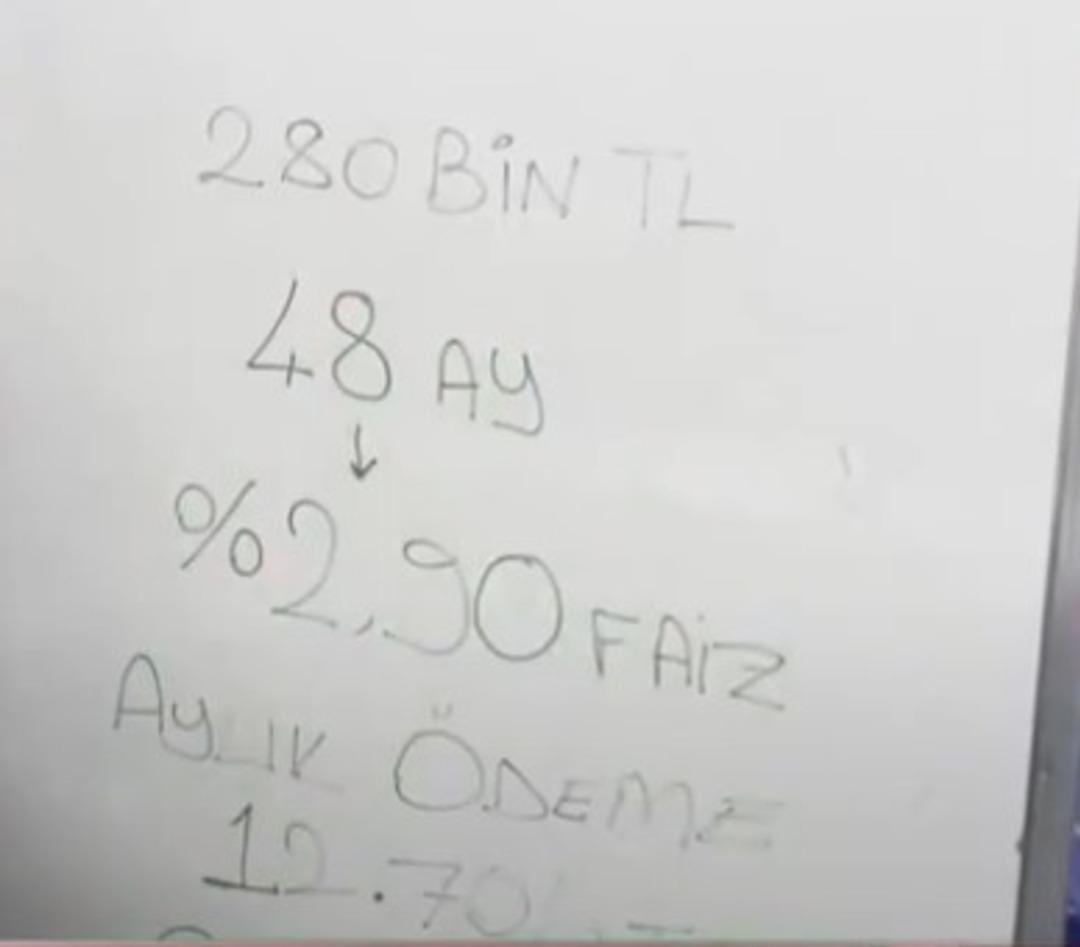 280 BİN TL
48 AY
↓
%2,90 FAİZ
AYLIK ÖDEME